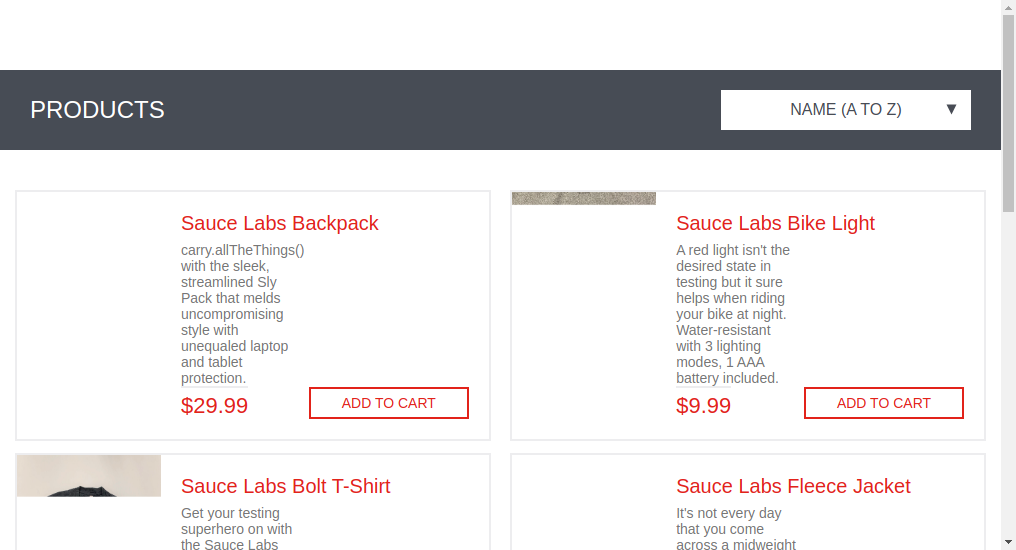 PRODUCTS
NAME (A TO Z) ▼
Sauce Labs Backpack
carry.allTheThings()
with the sleek,
streamlined Sly
Pack that melds
uncompromising
style with
unequaled laptop
and tablet
protection.
$29.99
ADD TO CART
Sauce Labs Bike Light
A red light isn't the
desired state in
testing but it sure
helps when riding
your bike at night.
Water-resistant
with 3 lighting
modes, 1 AAA
battery included.
$9.99
ADD TO CART
Sauce Labs Bolt T-Shirt
Get your testing
superhero on with
the Sauce Labs
Sauce Labs Fleece Jacket
It's not every day
that you come
across a midweight